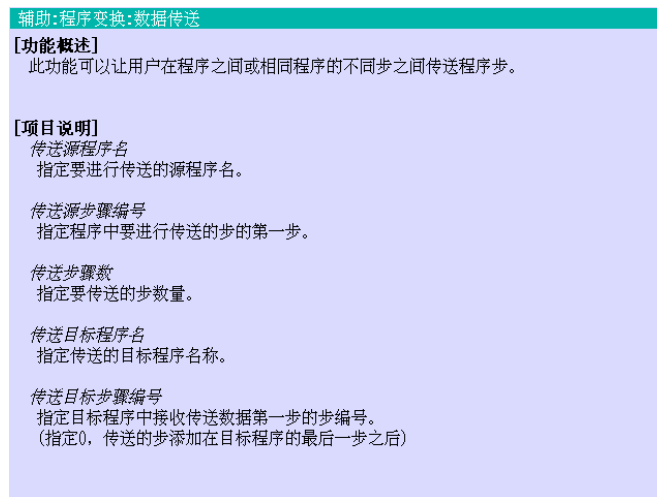 辅助:程序变换:数据传送
[功能概述]
此功能可以让用户在程序之间或相同程序的不同步之间传送程序步。
[项目说明]
传送源程序名
指定要进行传送的源程序名。
传送源步骤编号
指定程序中要进行传送的步的第一步。
传送步骤数
指定要传送的步数量。
传送目标程序名
指定传送的目标程序名称。
传送目标步骤编号
指定目标程序中接收传送数据第一步的步编号。
(指定0, 传送的步添加在目标程序的最后一步之后)